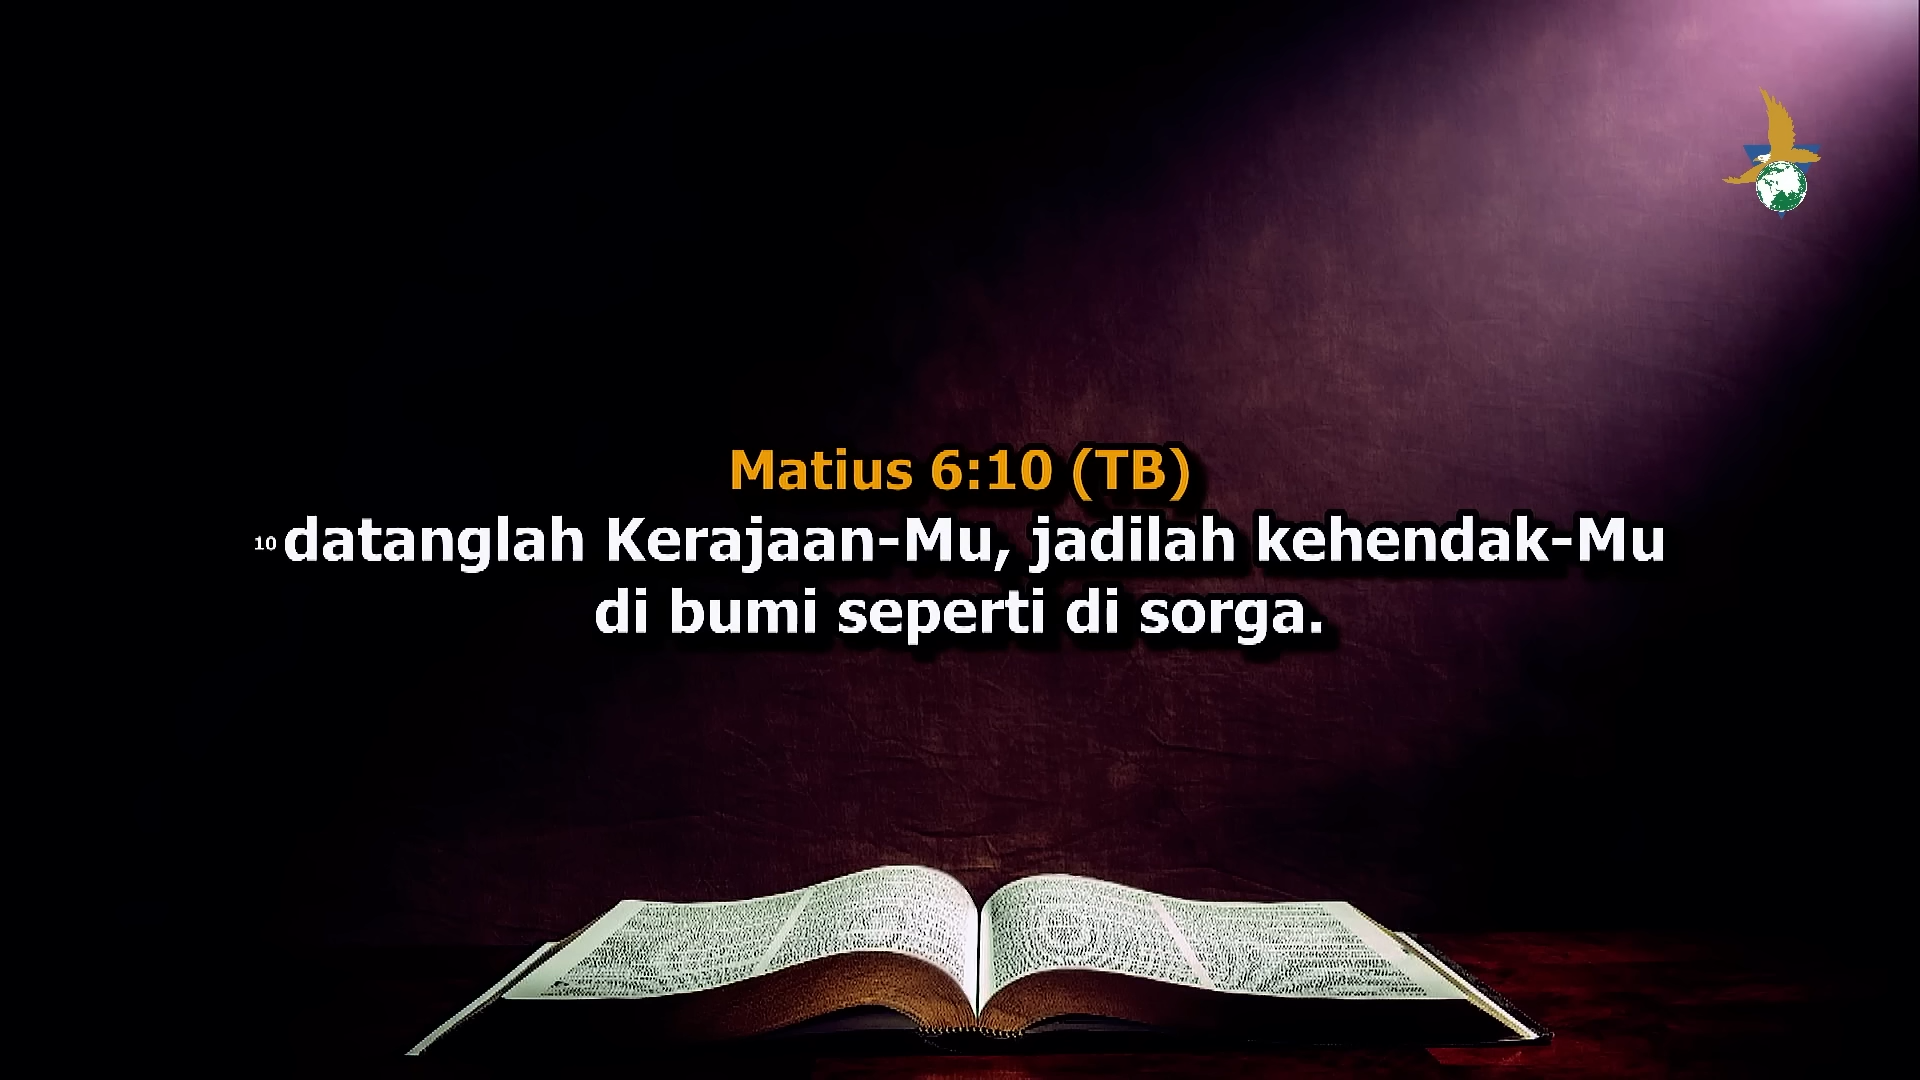 Matius 6:10 (TB)
10 datanglah Kerajaan-Mu, jadilah kehendak-Mu
di bumi seperti di sorga.